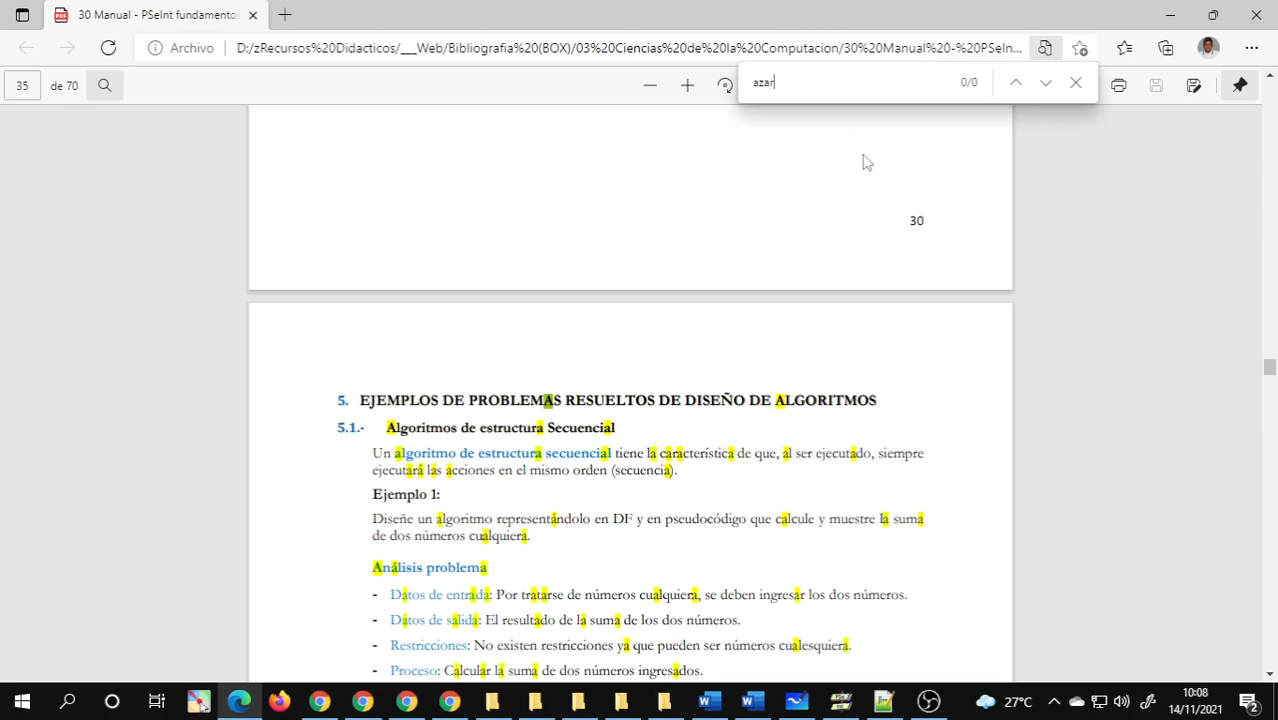 30 Manual - PSeInt fundamentos
Archivo
D:/zRecursos%20Didacticos/___Web/Bibliografia%20(BOX)/03%20Ciencias%20de%20la%20Computacion/30%20Manual%20-%20PSeIn...
35 de 70
azar
0/0
30
5. EJEMPLOS DE PROBLEMAS RESUELTOS DE DISEÑO DE ALGORITMOS
5.1.- Algoritmos de estructura Secuencial
Un algoritmo de estructura secuencial tiene la característica de que, al ser ejecutado, siempre
ejecutará las acciones en el mismo orden (secuencia).
Ejemplo 1:
Diseñe un algoritmo representándolo en DF y en pseudocódigo que calcule y muestre la suma
de dos números cualquiera.
Análisis problema
- Datos de entrada: Por tratarse de números cualquiera, se deben ingresar los dos números.
- Datos de salida: El resultado de la suma de los dos números.
- Restricciones: No existen restricciones ya que pueden ser números cualesquiera.
- Proceso: Calcular la suma de dos números ingresados.
27°C
10:08
14/11/2021
2